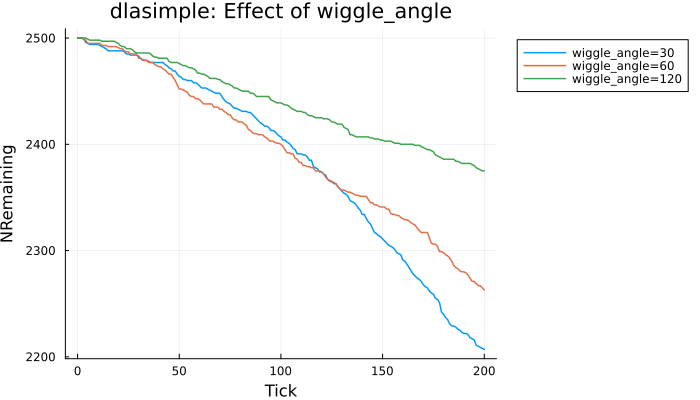 dlasimple: Effect of wiggle_angle
wiggle_angle=30
wiggle_angle=60
wiggle_angle=120
NRemaining
2500
2400
2300
2200
0 50 100 150 200
Tick